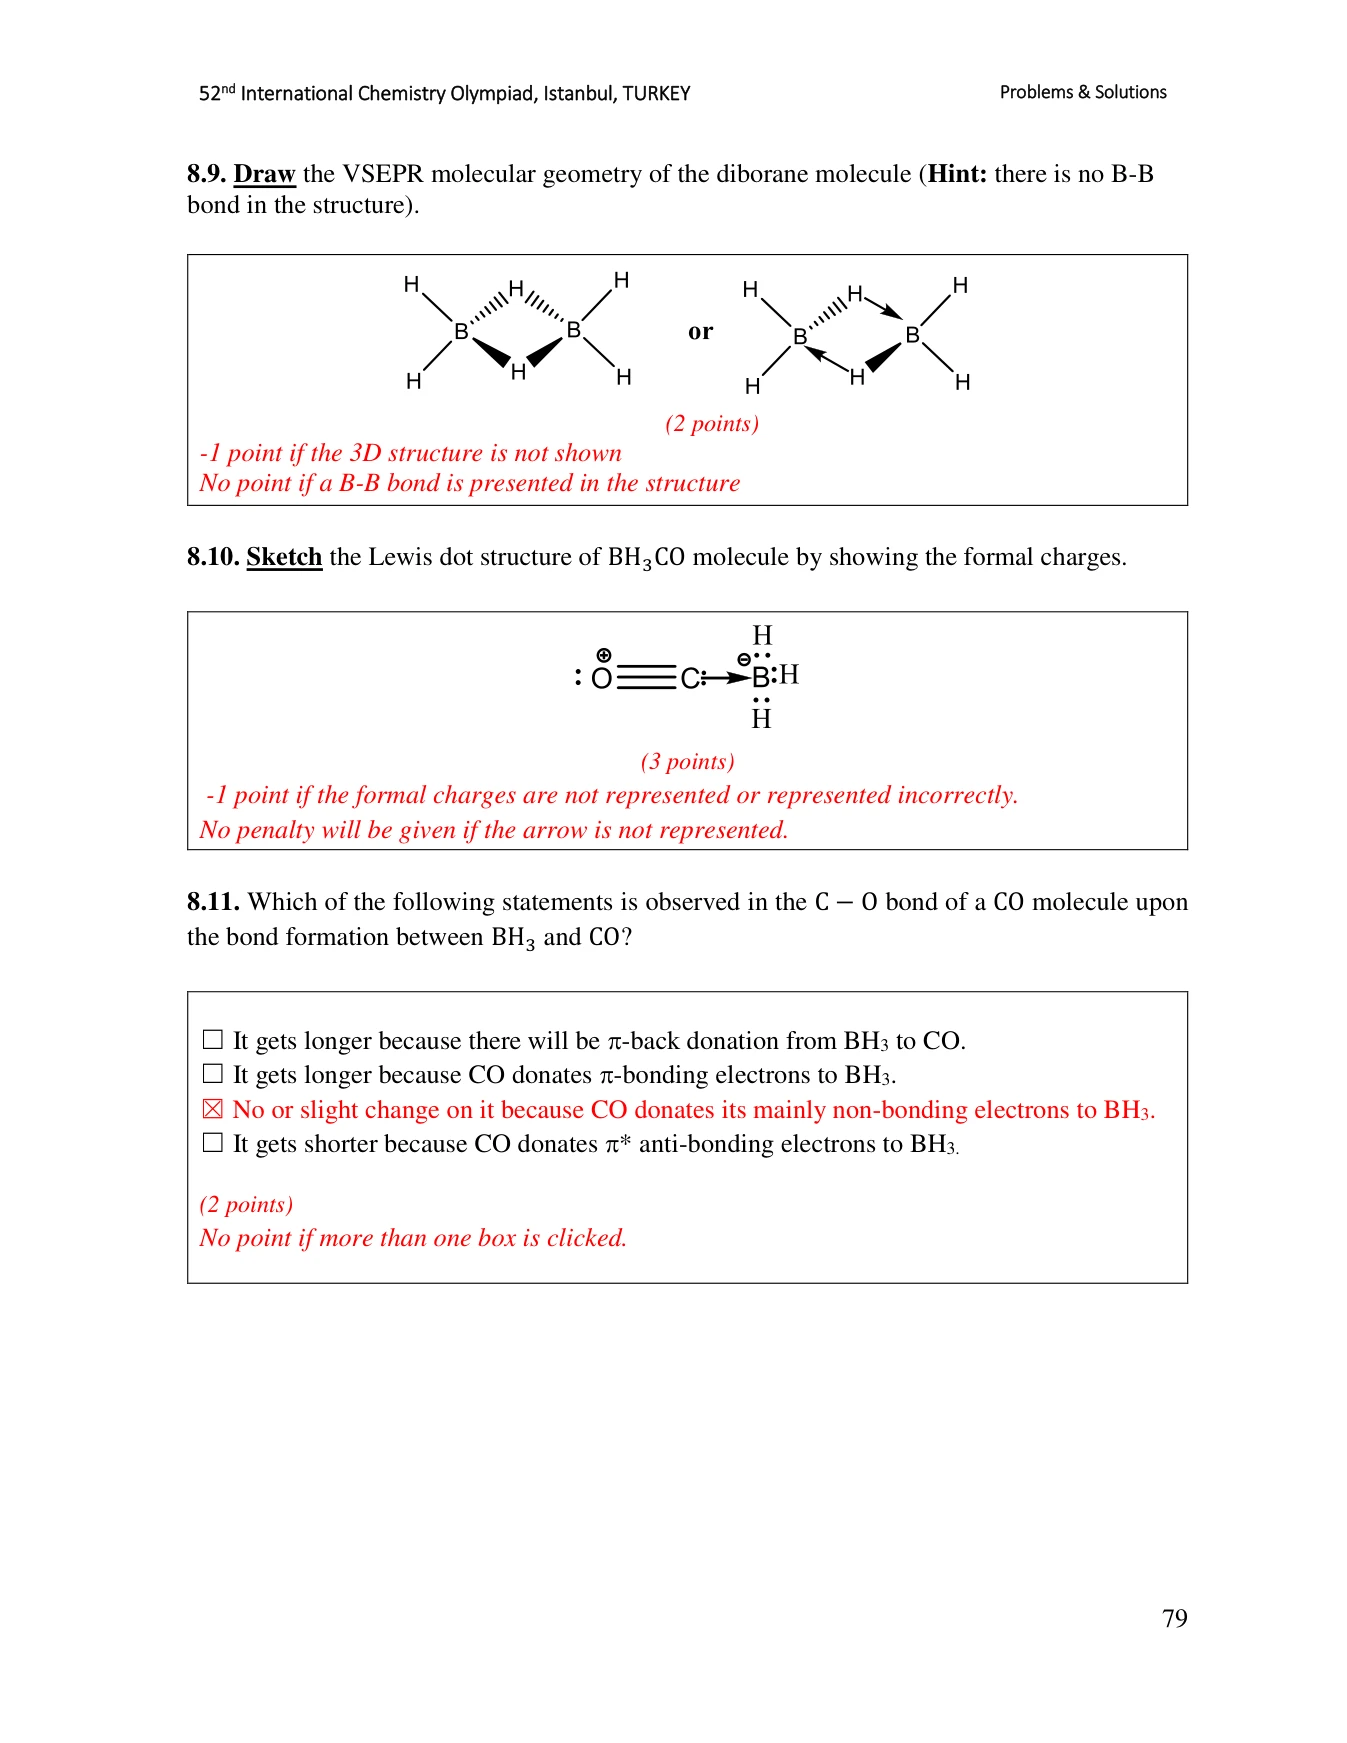 52nd International Chemistry Olympiad, Istanbul, TURKEY Problems & Solutions
8.9. Draw the VSEPR molecular geometry of the diborane molecule (Hint: there is no B-B
bond in the structure).
H H H H H H
B B or B B
H H H H H H
(2 points)
-1 point if the 3D structure is not shown
No point if a B-B bond is presented in the structure
8.10. Sketch the Lewis dot structure of BH₃CO molecule by showing the formal charges.
H
⊕ ⊖ ··
:O≡C:→B:H
··
H
(3 points)
-1 point if the formal charges are not represented or represented incorrectly.
No penalty will be given if the arrow is not represented.
8.11. Which of the following statements is observed in the C − O bond of a CO molecule upon
the bond formation between BH₃ and CO?
☐ It gets longer because there will be π-back donation from BH₃ to CO.
☐ It gets longer because CO donates π-bonding electrons to BH₃.
☒ No or slight change on it because CO donates its mainly non-bonding electrons to BH₃.
☐ It gets shorter because CO donates π* anti-bonding electrons to BH₃.
(2 points)
No point if more than one box is clicked.
79